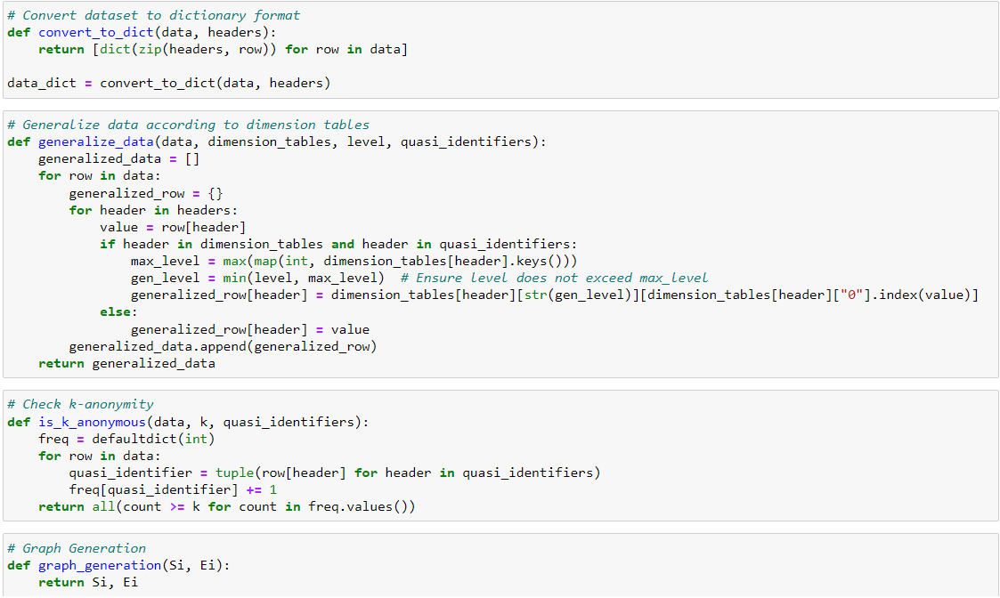 # Convert dataset to dictionary format
def convert_to_dict(data, headers):
    return [dict(zip(headers, row)) for row in data]

data_dict = convert_to_dict(data, headers)

# Generalize data according to dimension tables
def generalize_data(data, dimension_tables, level, quasi_identifiers):
    generalized_data = []
    for row in data:
        generalized_row = {}
        for header in headers:
            value = row[header]
            if header in dimension_tables and header in quasi_identifiers:
                max_level = max(map(int, dimension_tables[header].keys()))
                gen_level = min(level, max_level)  # Ensure level does not exceed max_level
                generalized_row[header] = dimension_tables[header][str(gen_level)][dimension_tables[header]["0"].index(value)]
            else:
                generalized_row[header] = value
        generalized_data.append(generalized_row)
    return generalized_data

# Check k-anonymity
def is_k_anonymous(data, k, quasi_identifiers):
    freq = defaultdict(int)
    for row in data:
        quasi_identifier = tuple(row[header] for header in quasi_identifiers)
        freq[quasi_identifier] += 1
    return all(count >= k for count in freq.values())

# Graph Generation
def graph_generation(Si, Ei):
    return Si, Ei